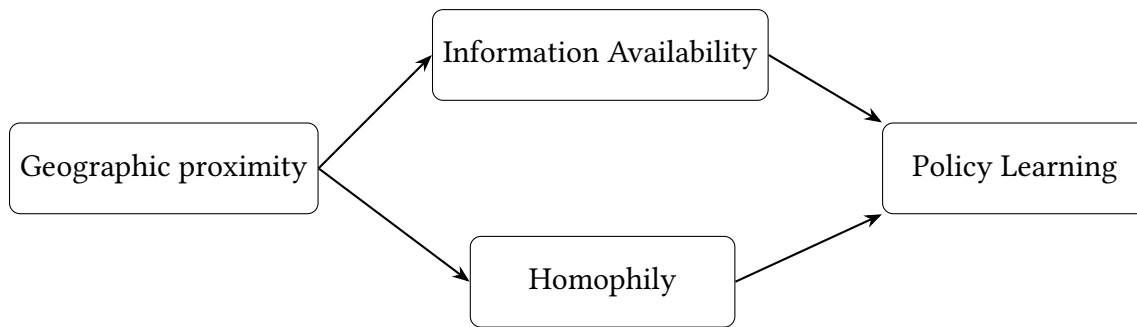 Information Availability
Geographic proximity
Policy Learning
Homophily